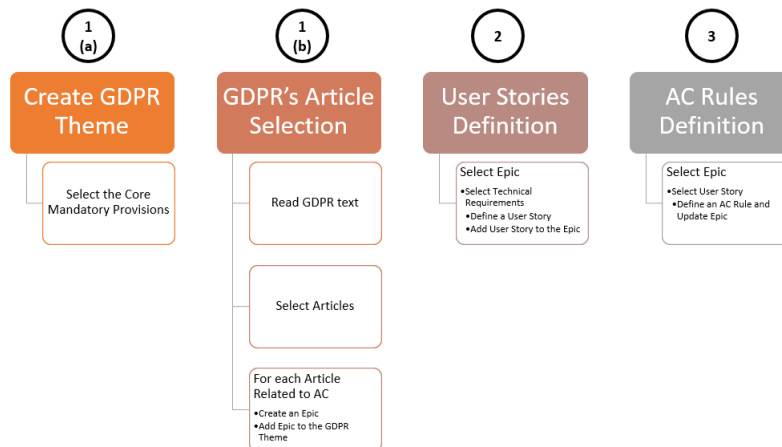 1
(a)
Create GDPR
Theme
Select the Core
Mandatory Provisions
1
(b)
GDPR's Article
Selection
Read GDPR text
Select Articles
For each Article
Related to AC
•Create an Epic
•Add Epic to the GDPR
Theme
2
User Stories
Definition
Select Epic
•Select Technical
Requirements
•Define a User Story
•Add User Story to the Epic
3
AC Rules
Definition
Select Epic
•Select User Story
•Define an AC Rule and
Update Epic